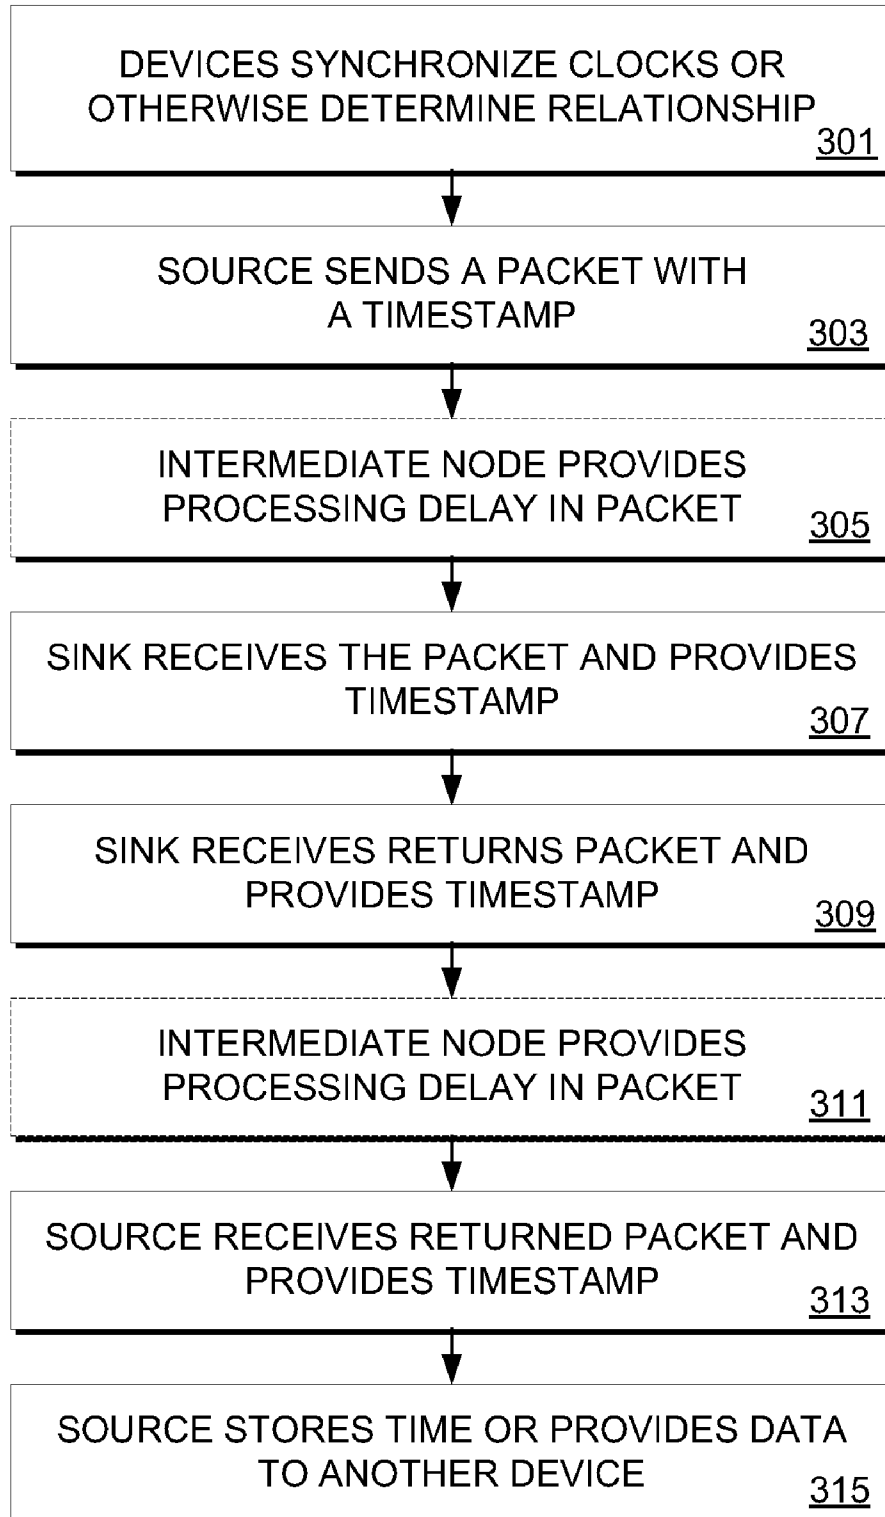 DEVICES SYNCHRONIZE CLOCKS OR
OTHERWISE DETERMINE RELATIONSHIP
301
SOURCE SENDS A PACKET WITH
A TIMESTAMP
303
INTERMEDIATE NODE PROVIDES
PROCESSING DELAY IN PACKET
305
SINK RECEIVES THE PACKET AND PROVIDES
TIMESTAMP
307
SINK RECEIVES RETURNS PACKET AND
PROVIDES TIMESTAMP
309
INTERMEDIATE NODE PROVIDES
PROCESSING DELAY IN PACKET
311
SOURCE RECEIVES RETURNED PACKET AND
PROVIDES TIMESTAMP
313
SOURCE STORES TIME OR PROVIDES DATA
TO ANOTHER DEVICE
315